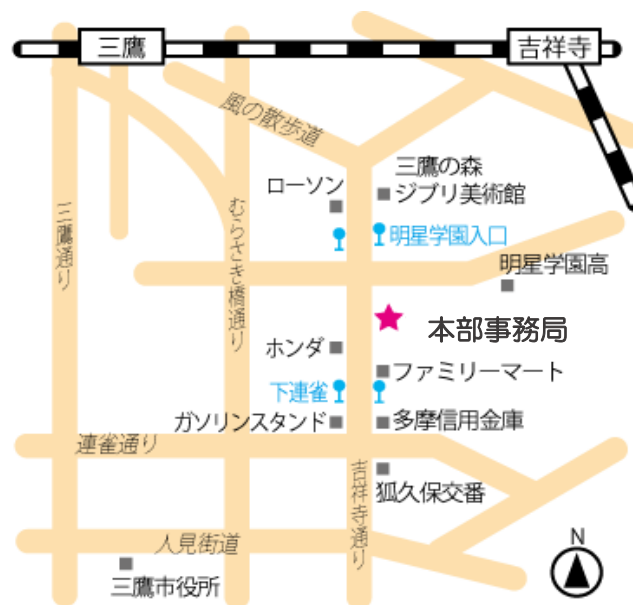 三鷹
吉祥寺
風の散歩道
三鷹の森
ジブリ美術館
ローソン
三鷹通り
むらさき橋通り
明星学園入口
明星学園高
本部事務局
ホンダ
ファミリーマート
下連雀
ガソリンスタンド
多摩信用金庫
連雀通り
吉祥寺通り
狐久保交番
人見街道
三鷹市役所
N